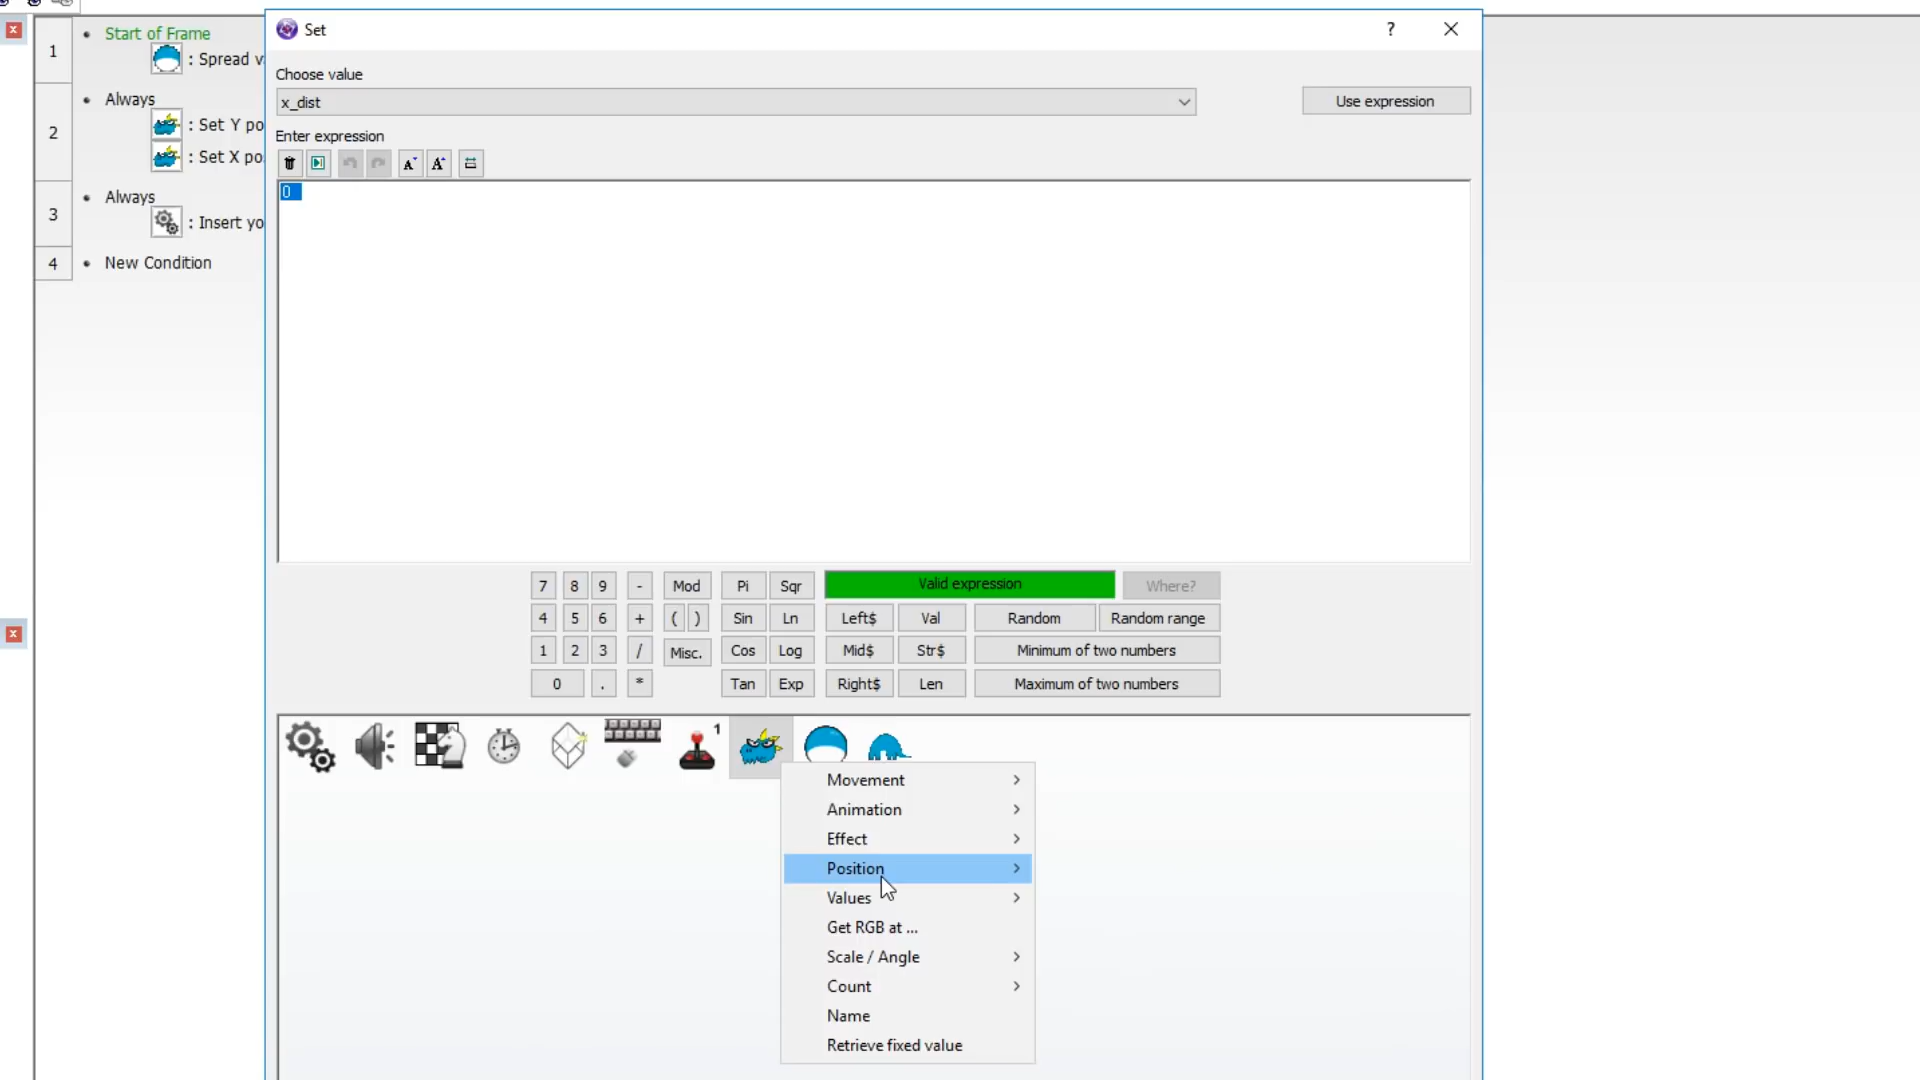 Set
?
Choose value
x_dist
Use expression
Enter expression
A A
0
1
Start of Frame
: Spread v
2
Always
: Set Y po
: Set X po
3
Always
: Insert yo
4
New Condition
7 8 9 - Mod Pi Sqr Valid expression Where?
4 5 6 + ( ) Sin Ln Left$ Val Random Random range
1 2 3 / Misc. Cos Log Mid$ Str$ Minimum of two numbers
0 . * Tan Exp Right$ Len Maximum of two numbers
1
Movement
Animation
Effect
Position
Values
Get RGB at ...
Scale / Angle
Count
Name
Retrieve fixed value